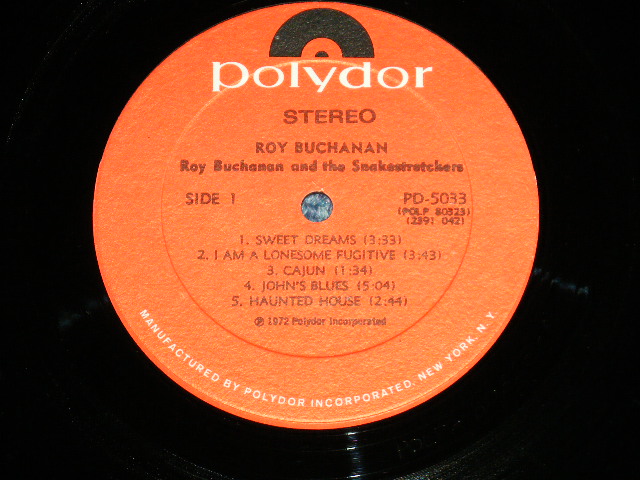 polydor
STEREO
ROY BUCHANAN
Roy Buchanan and the Snakestretchers
SIDE 1 PD-5033
(POLP 80323)
(2391 042)
1. SWEET DREAMS (3:33)
2. I AM A LONESOME FUGITIVE (3:43)
3. CAJUN (1:34)
4. JOHN'S BLUES (5:04)
5. HAUNTED HOUSE (2:44)
℗ 1972 Polydor Incorporated
MANUFACTURED BY POLYDOR INCORPORATED, NEW YORK, N.Y.